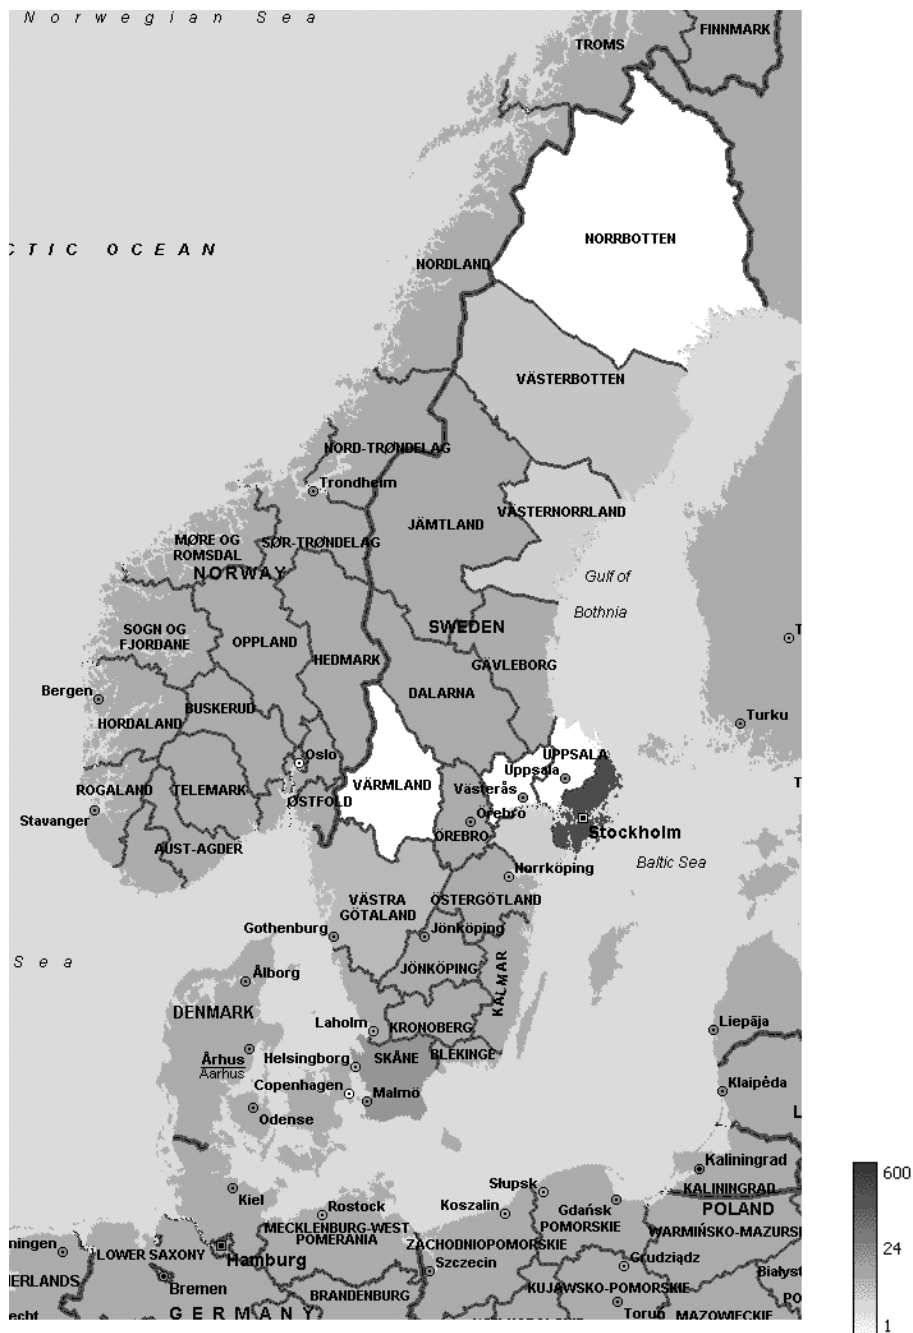 Norwegian Sea
FINNMARK
TROMS
NORRBOTTEN
CTIC OCEAN
NORDLAND
VÄSTERBOTTEN
NORD-TRØNDELAG
Trondheim
VÄSTERNORRLAND
JÄMTLAND
MØRE OG
ROMSDAL
SØR-TRØNDELAG
NORWAY
Gulf of
Bothnia
SWEDEN
SOGN OG
FJORDANE
OPPLAND
T
HEDMARK
GÄVLEBORG
DALARNA
Bergen
BUSKERUD
HORDALAND
Turku
Oslo
UPPSALA
Uppsala
VÄRMLAND
ROGALAND
TELEMARK
Västerås
T
ØSTFOLD
Örebro
Stavanger
ÖREBRO
Stockholm
AUST-AGDER
Baltic Sea
Norrköping
VÄSTRA
GÖTALAND
ÖSTERGÖTLAND
Gothenburg
Jönköping
Sea
JÖNKÖPING
KALMAR
Ålborg
DENMARK
Laholm
KRONOBERG
Liepāja
Århus
Aarhus
Helsingborg
SKÅNE
BLEKINGE
Copenhagen
Malmö
Klaipėda
Odense
L
Kaliningrad
600
Kiel
Słupsk
KALININGRAD
Rostock
Koszalin
Gdańsk
POLAND
MECKLENBURG-WEST
POMERANIA
POMORSKIE
WARMIŃSKO-MAZURSK
ningen
LOWER SAXONY
ZACHODNIOPOMORSKIE
24
Hamburg
Szczecin
Grudziądz
IERLANDS
Bremen
BRANDENBURG
KUJAWSKO-POMORSKIE
Białyst
PO
echt
GERMANY
Toruń
MAZOWIECKIE
1